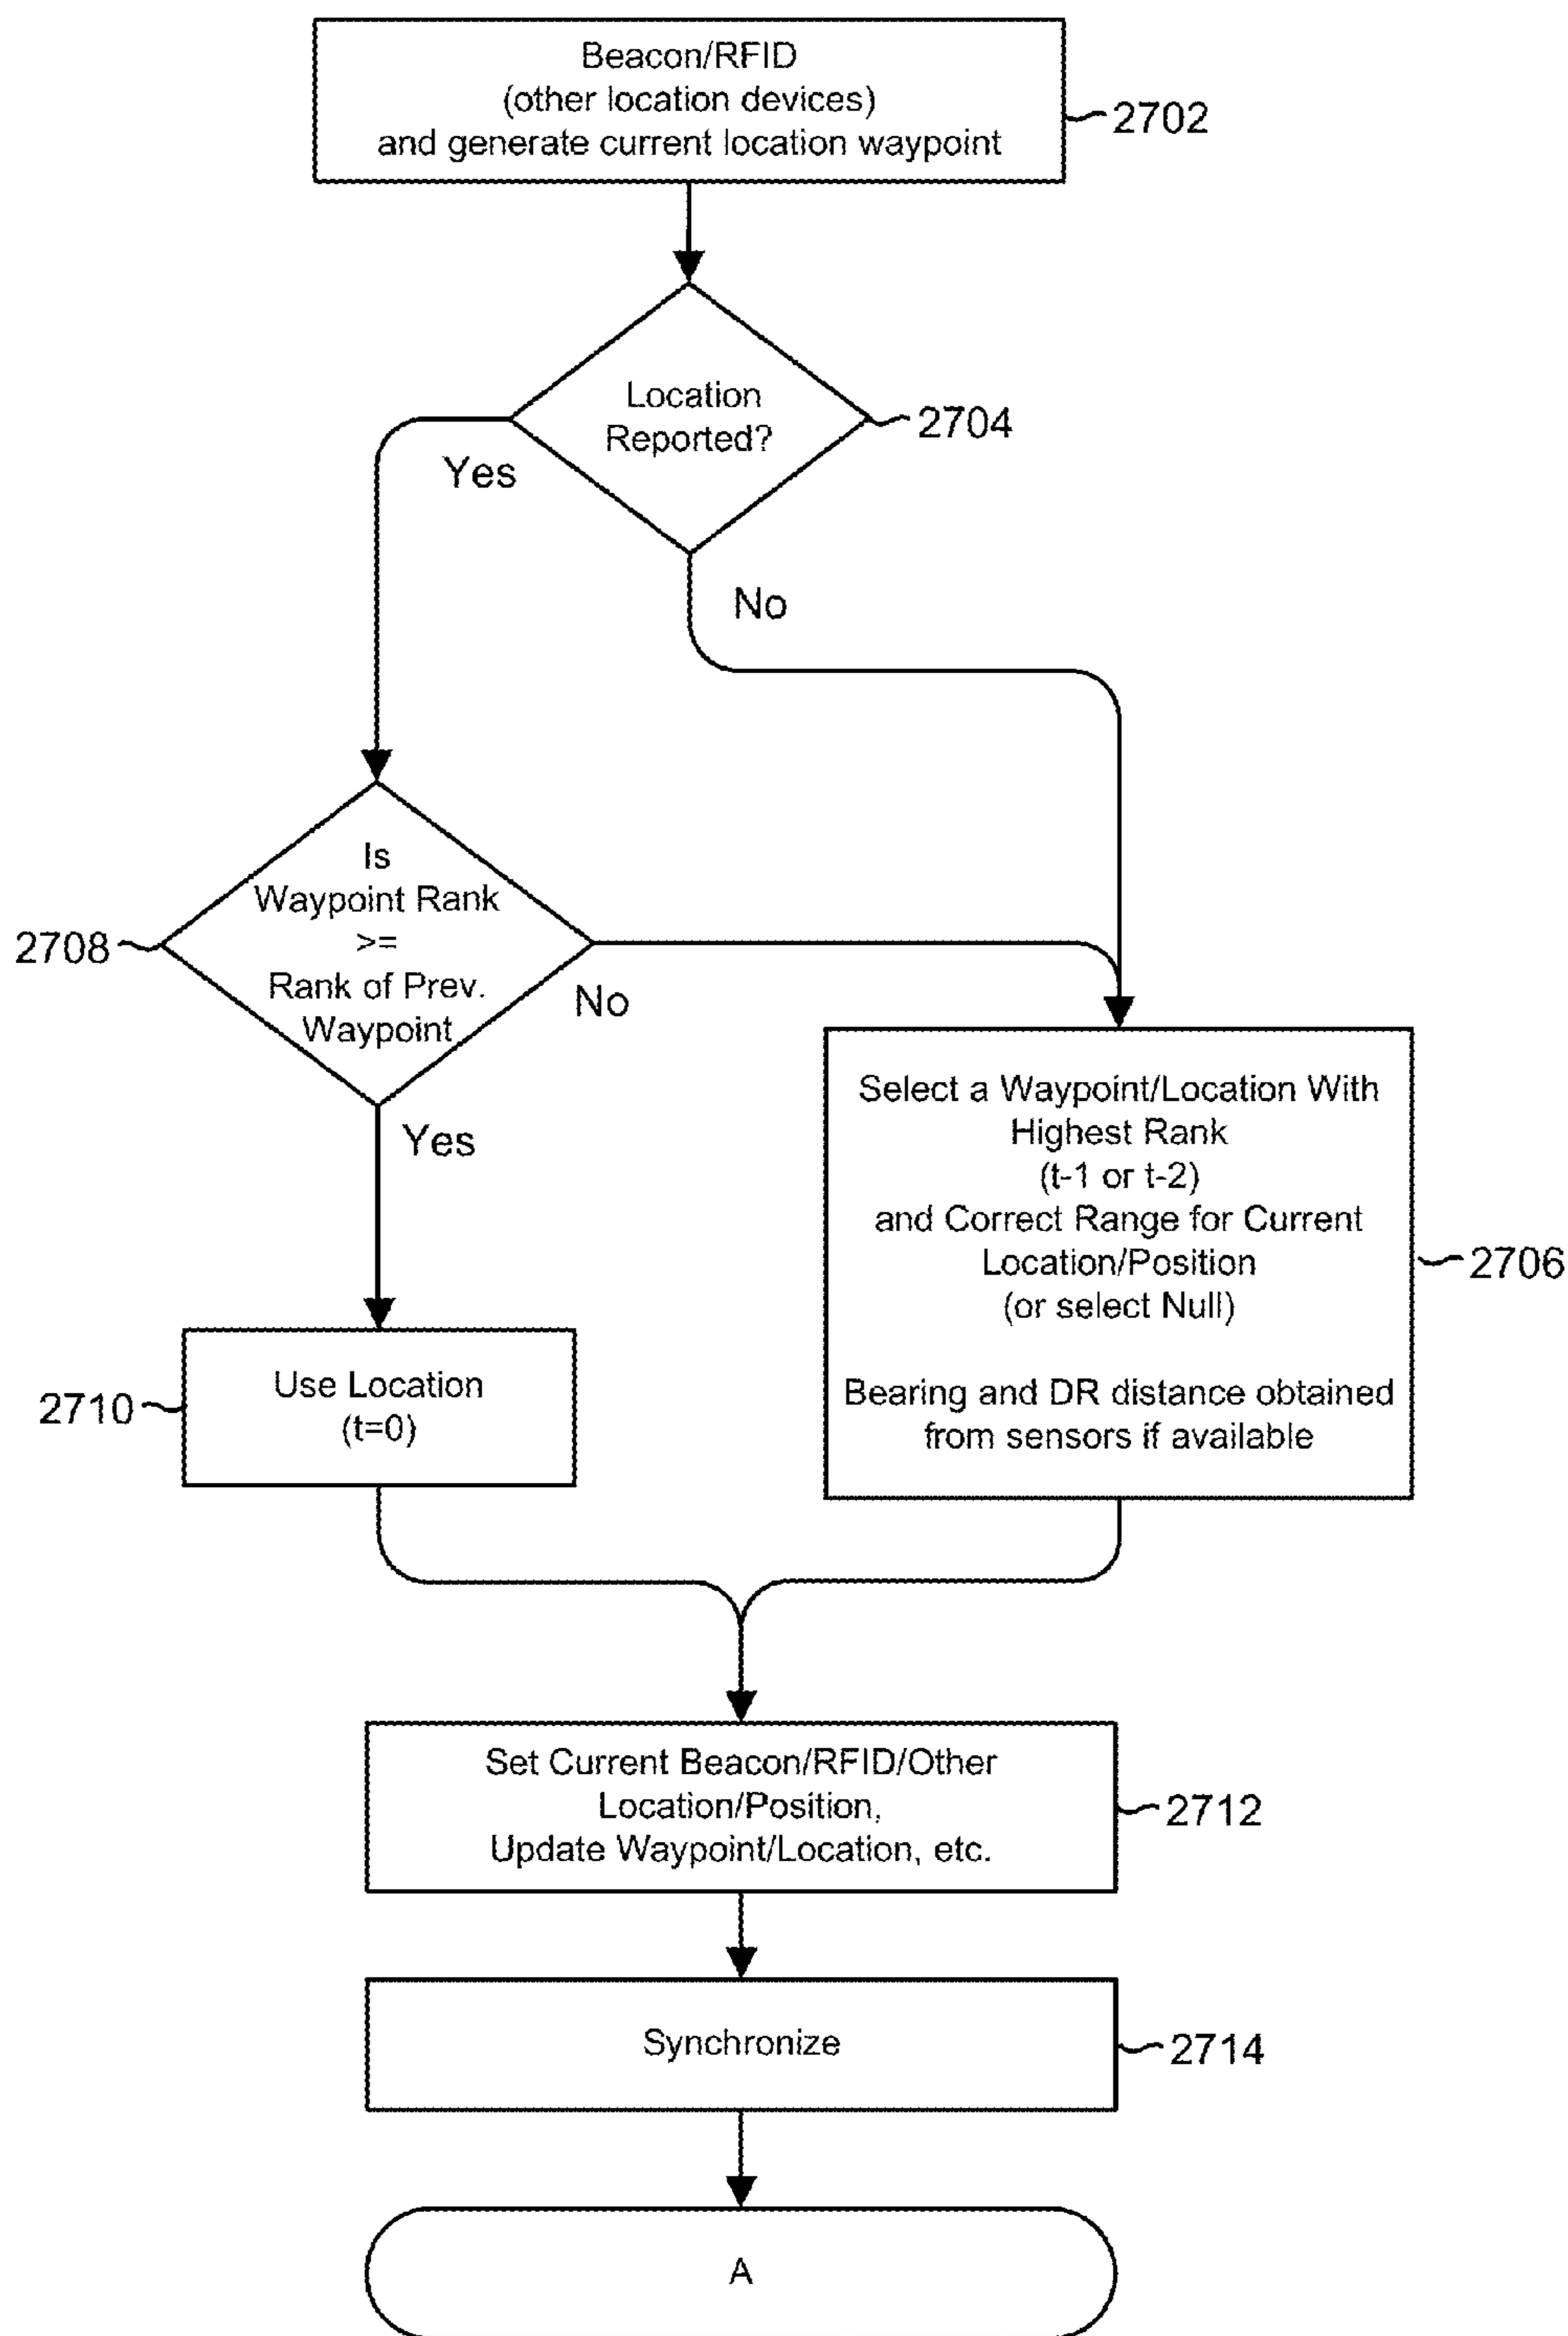 Beacon/RFID
(other location devices)
and generate current location waypoint
2702
Location
Reported?
2704
Yes
No
Is
Waypoint Rank
>=
Rank of Prev.
Waypoint
2708
No
Yes
Select a Waypoint/Location With
Highest Rank
(t-1 or t-2)
and Correct Range for Current
Location/Position
(or select Null)
Bearing and DR distance obtained
from sensors if available
2706
Use Location
(t=0)
2710
Set Current Beacon/RFID/Other
Location/Position,
Update Waypoint/Location, etc.
2712
Synchronize
2714
A